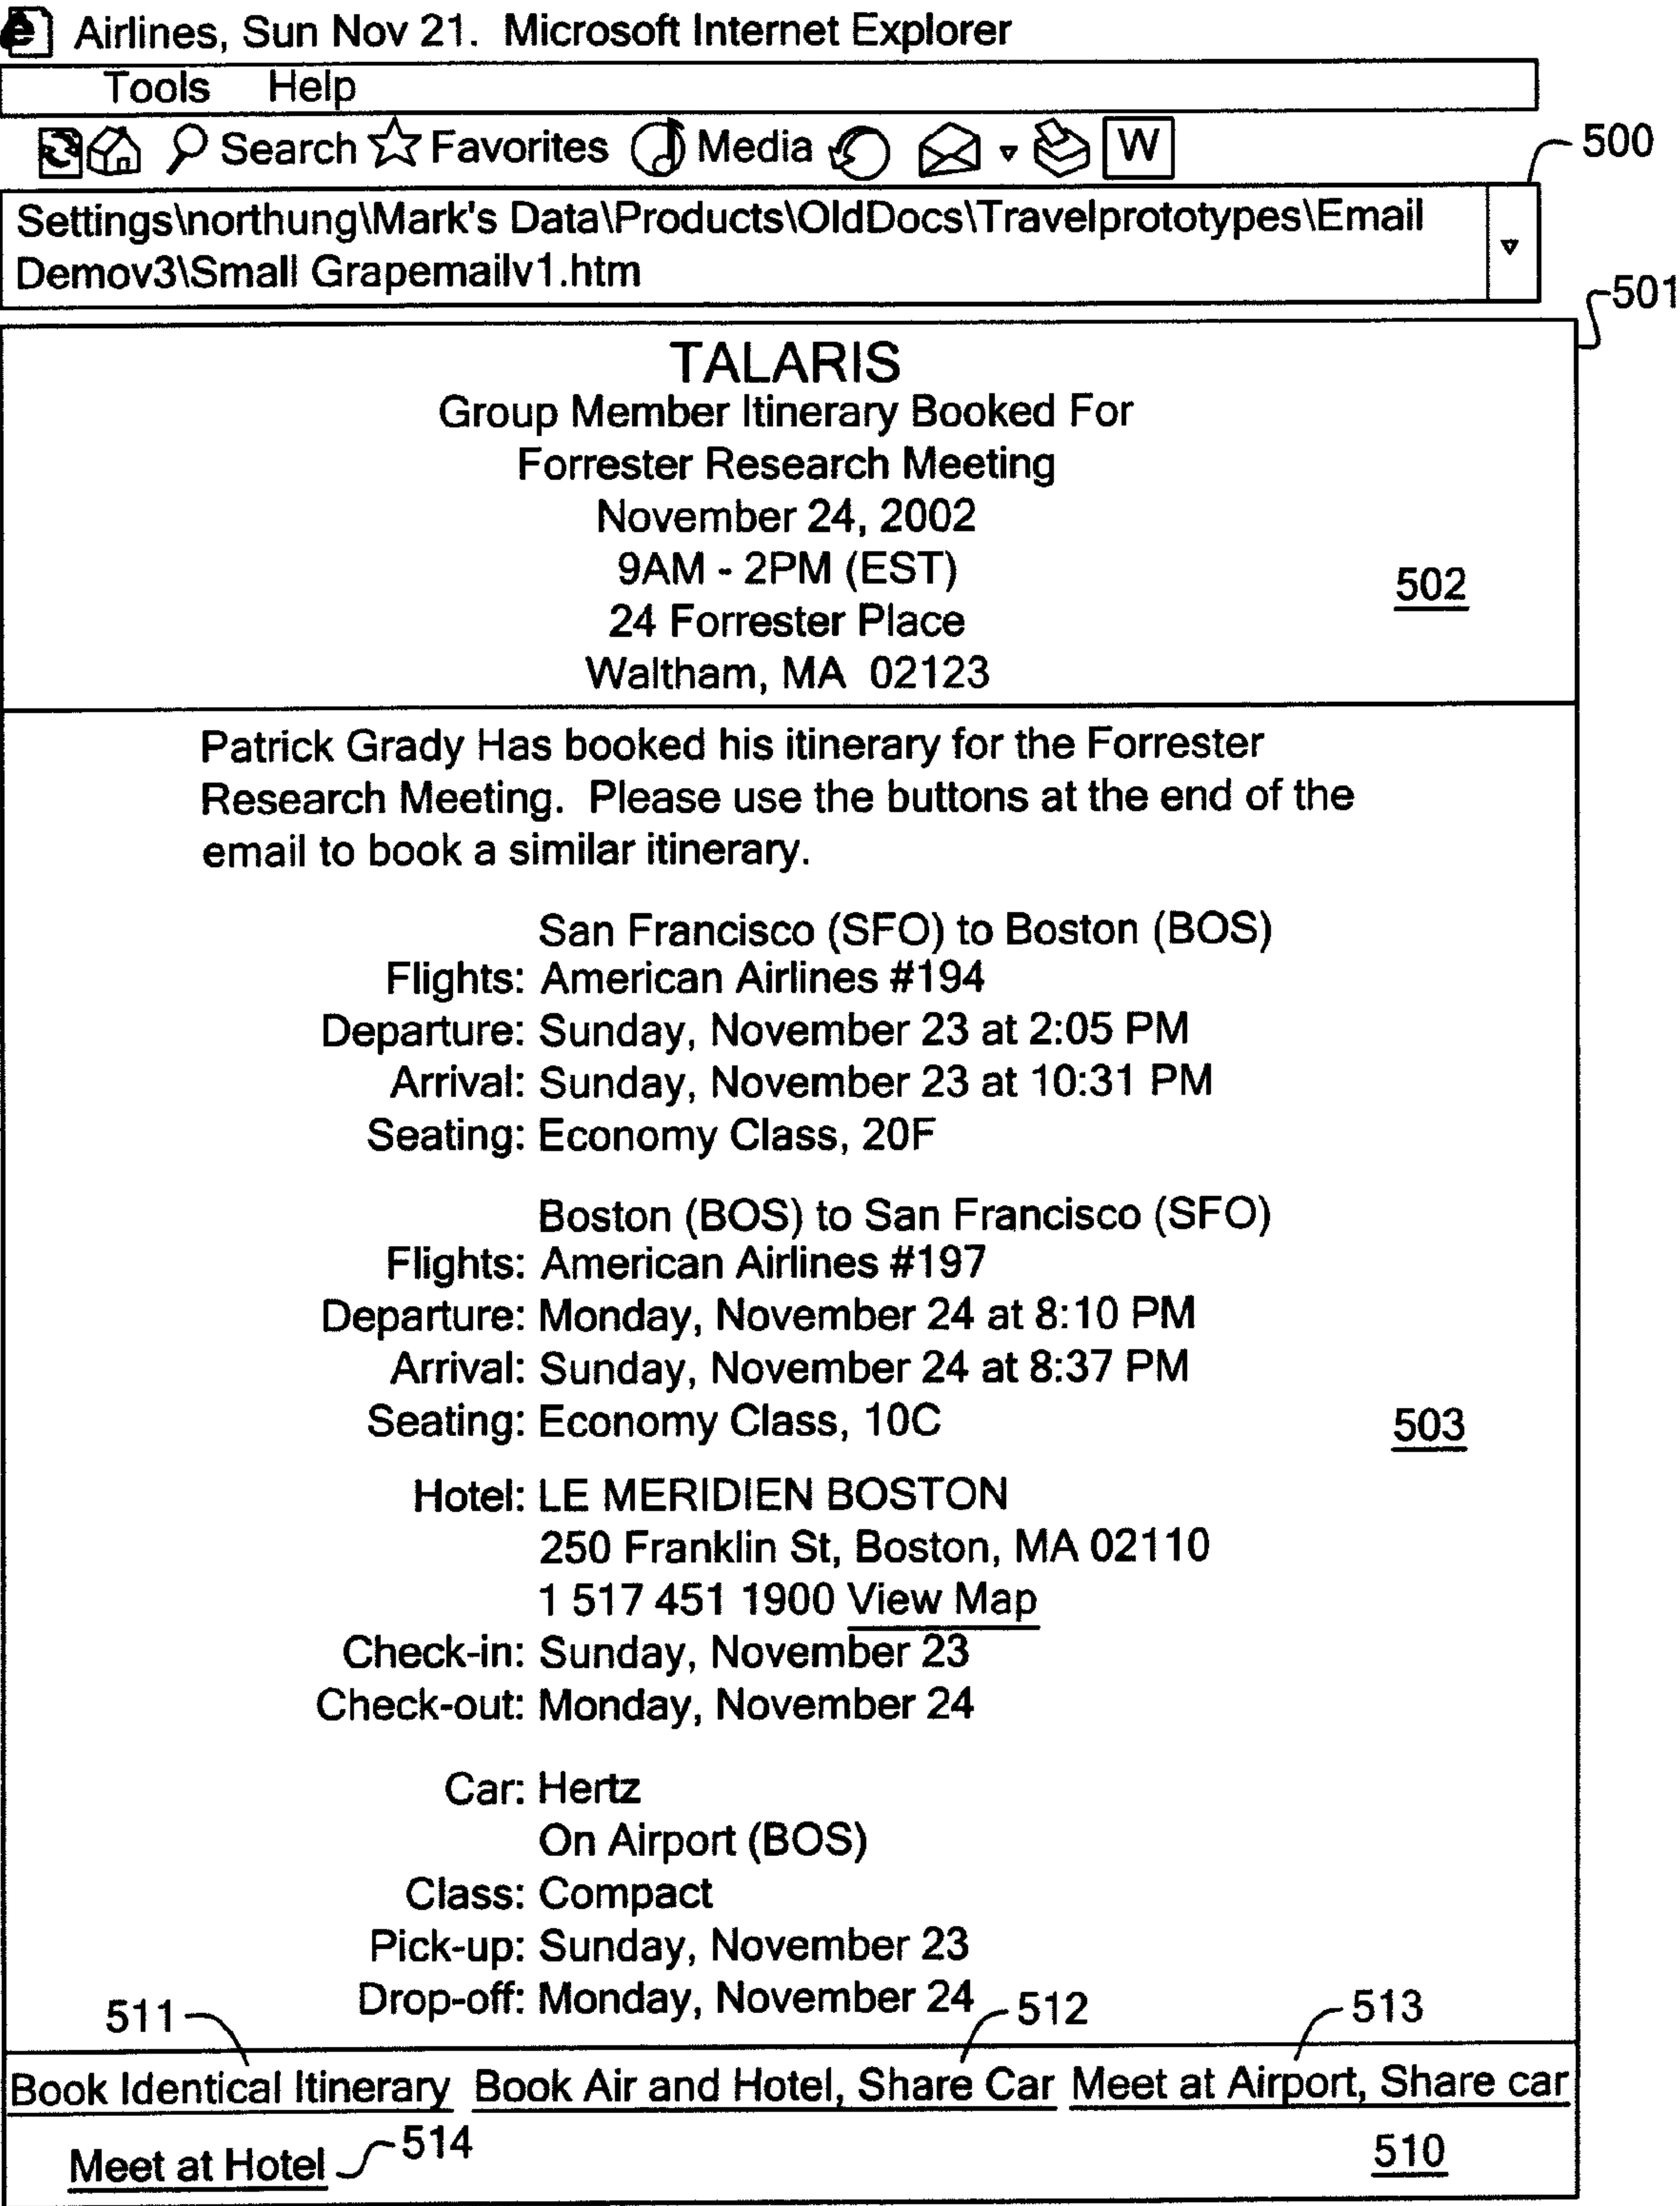 Airlines, Sun Nov 21. Microsoft Internet Explorer
Tools Help
Search Favorites Media W
500
Settings\northung\Mark's Data\Products\OldDocs\Travelprototypes\Email
Demov3\Small Grapemailv1.htm
501
TALARIS
Group Member Itinerary Booked For
Forrester Research Meeting
November 24, 2002
9AM - 2PM (EST)
502
24 Forrester Place
Waltham, MA 02123
Patrick Grady Has booked his itinerary for the Forrester
Research Meeting. Please use the buttons at the end of the
email to book a similar itinerary.
San Francisco (SFO) to Boston (BOS)
Flights: American Airlines #194
Departure: Sunday, November 23 at 2:05 PM
Arrival: Sunday, November 23 at 10:31 PM
Seating: Economy Class, 20F
Boston (BOS) to San Francisco (SFO)
Flights: American Airlines #197
Departure: Monday, November 24 at 8:10 PM
Arrival: Sunday, November 24 at 8:37 PM
Seating: Economy Class, 10C
503
Hotel: LE MERIDIEN BOSTON
250 Franklin St, Boston, MA 02110
1 517 451 1900 View Map
Check-in: Sunday, November 23
Check-out: Monday, November 24
Car: Hertz
On Airport (BOS)
Class: Compact
Pick-up: Sunday, November 23
Drop-off: Monday, November 24
511
512
513
Book Identical Itinerary Book Air and Hotel, Share Car Meet at Airport, Share car
Meet at Hotel
514
510